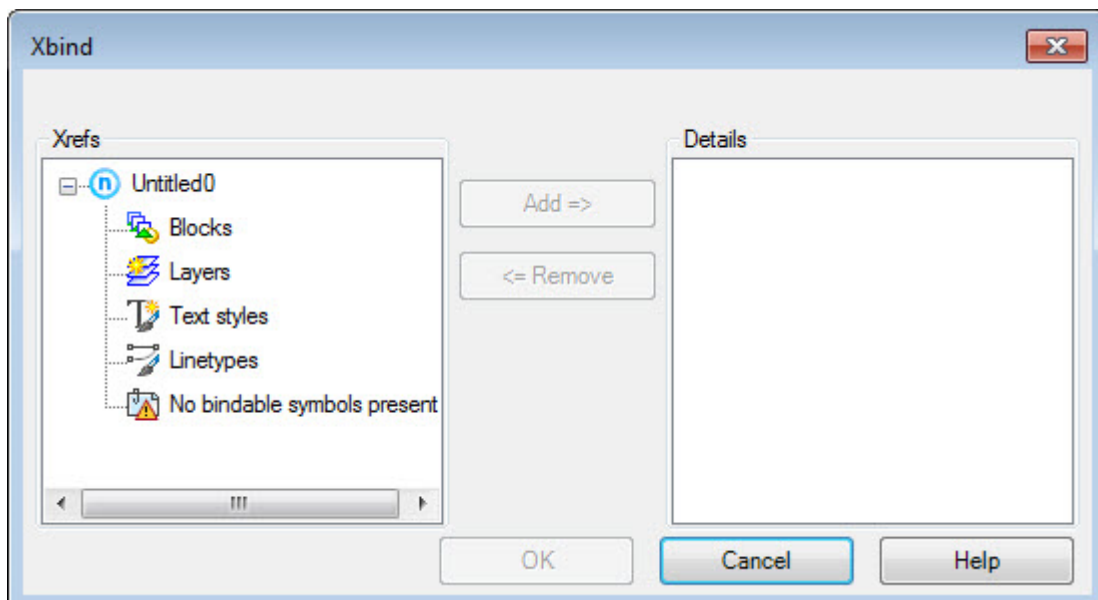 Xbind
Xrefs
Untitled0
Blocks
Layers
Text styles
Linetypes
No bindable symbols present
Add =>
<= Remove
Details
OK
Cancel
Help